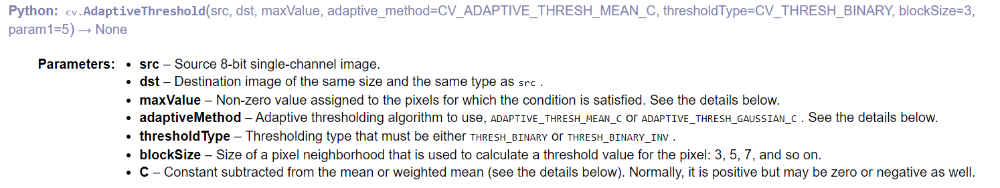 Python: cv.AdaptiveThreshold(src, dst, maxValue, adaptive_method=CV_ADAPTIVE_THRESH_MEAN_C, thresholdType=CV_THRESH_BINARY, blockSize=3,
param1=5) → None
Parameters: • src – Source 8-bit single-channel image.
• dst – Destination image of the same size and the same type as src .
• maxValue – Non-zero value assigned to the pixels for which the condition is satisfied. See the details below.
• adaptiveMethod – Adaptive thresholding algorithm to use, ADAPTIVE_THRESH_MEAN_C or ADAPTIVE_THRESH_GAUSSIAN_C . See the details below.
• thresholdType – Thresholding type that must be either THRESH_BINARY or THRESH_BINARY_INV .
• blockSize – Size of a pixel neighborhood that is used to calculate a threshold value for the pixel: 3, 5, 7, and so on.
• C – Constant subtracted from the mean or weighted mean (see the details below). Normally, it is positive but may be zero or negative as well.